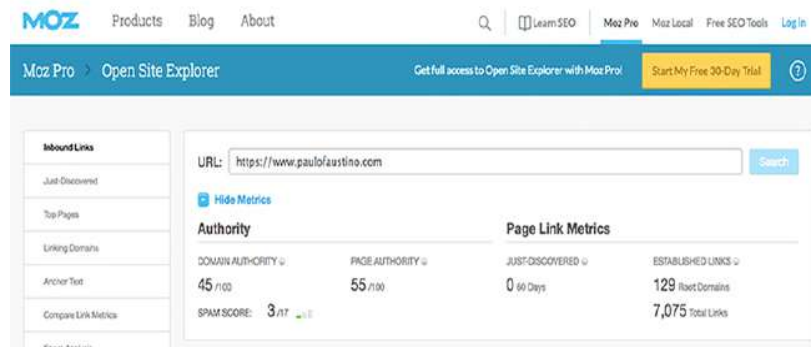 MOZ Products Blog About Learn SEO Moz Pro Moz Local Free SEO Tools Log in
Moz Pro > Open Site Explorer Get full access to Open Site Explorer with Moz Pro! Start My Free 30-Day Trial ?
Inbound Links
Just-Discovered
Top Pages
Linking Domains
Anchor Text
Compare Link Metrics
URL: https://www.paulofaustino.com Search
Hide Metrics
Authority Page Link Metrics
DOMAIN AUTHORITY PAGE AUTHORITY JUST-DISCOVERED ESTABLISHED LINKS
45 /100 55 /100 0 60 Days 129 Root Domains
SPAM SCORE: 3 /17 7,075 Total Links